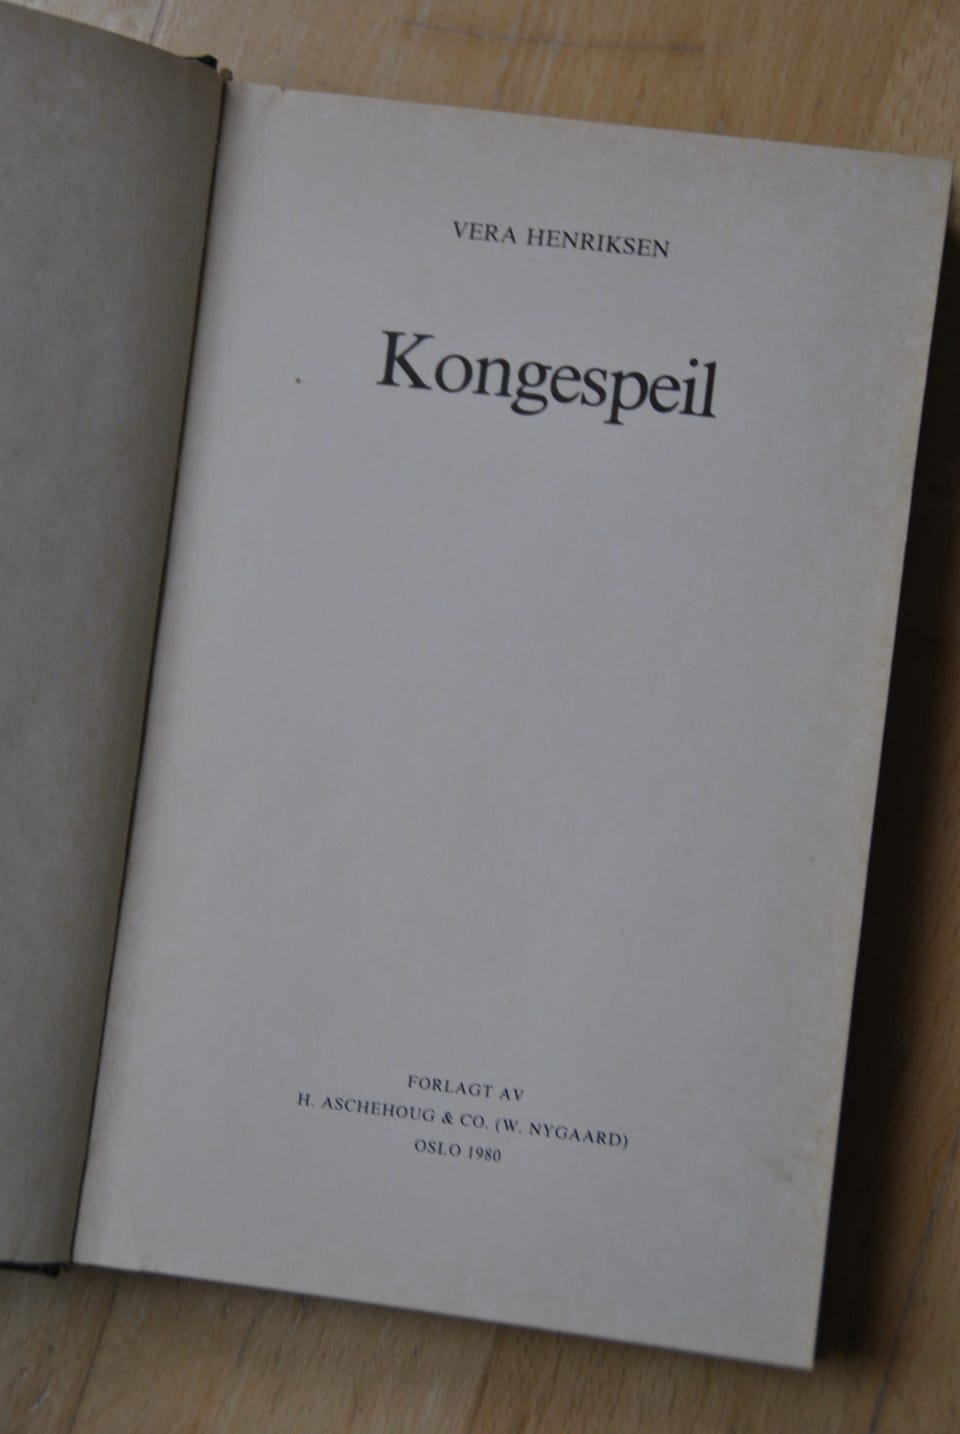 VERA HENRIKSEN
Kongespeil
FORLAGT AV
H. ASCHEHOUG & CO. (W. NYGAARD)
OSLO 1980